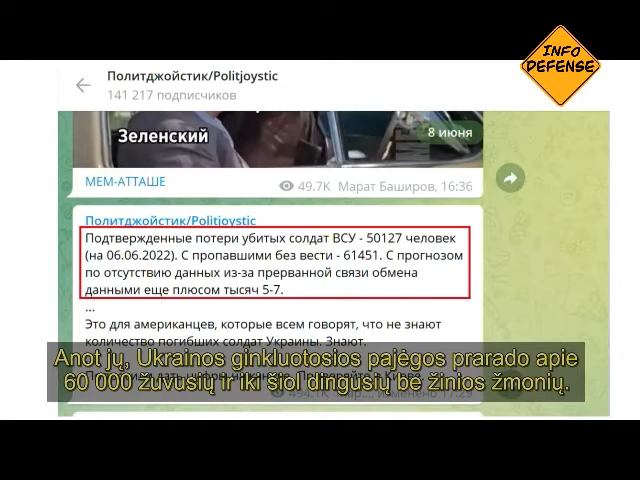 INFO
DEFENSE
Политджойстик/Politjoystic
141 217 подписчиков
Зеленский
8 июня
МЕМ-АТТАШЕ
49.7K Марат Баширов, 16:36
Политджойстик/Politjoystic
Подтвержденные потери убитых солдат ВСУ - 50127 человек
(на 06.06.2022). С пропавшими без вести - 61451. С прогнозом
по отсутствию данных из-за прерванной связи обмена
данными еще плюсом тысяч 5-7.
...
Это для американцев, которые всем говорят, что не знают
количество погибших солдат Украины. Знают.
Anot jų, Ukrainos ginkluotosios pajėgos prarado apie
60 000 žuvusių ir iki šiol dingusių be žinios žmonių.
494.1K
17:29